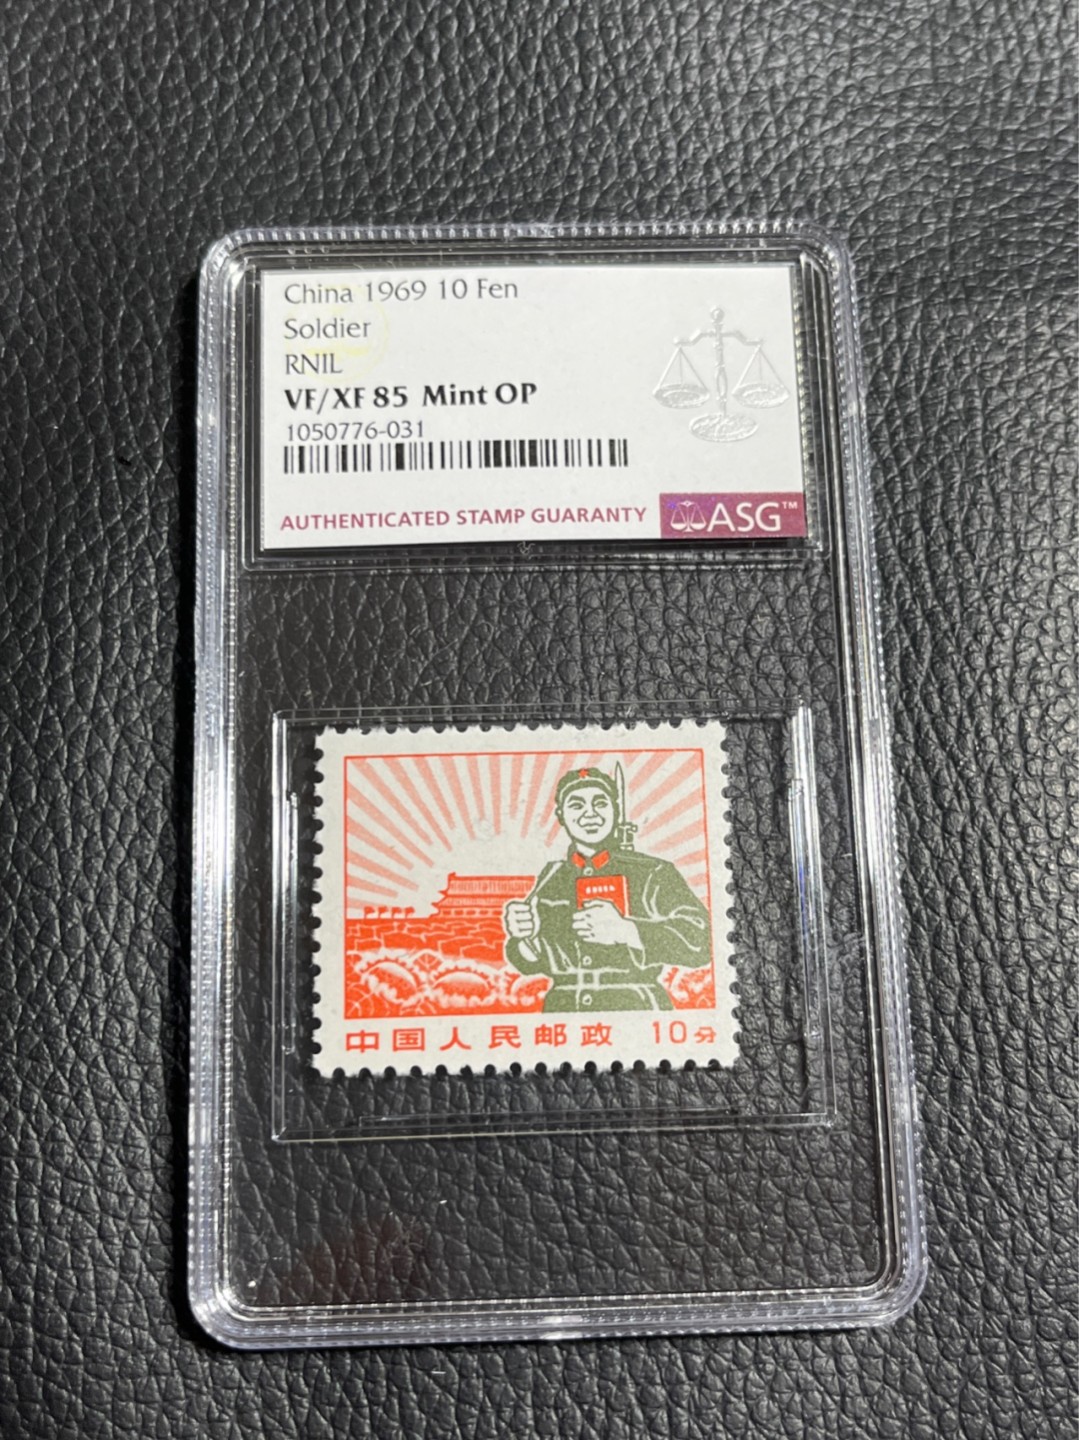 China 1969 10 Fen
Soldier
RNIL
VF/XF 85 Mint OP
1050776-031
AUTHENTICATED STAMP GUARANTY
ASG™
中国人民邮政 10分